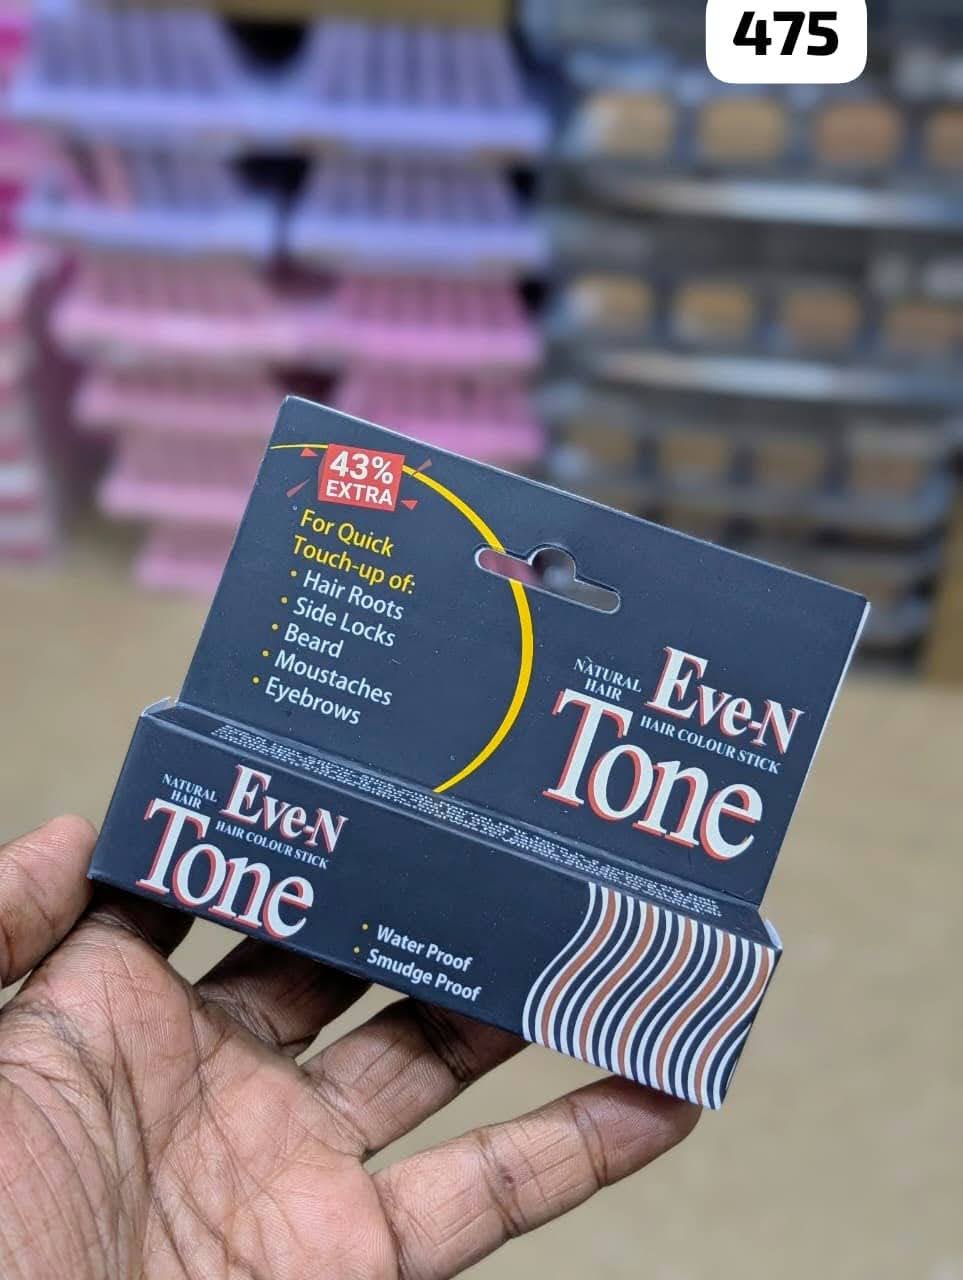 475
43%
EXTRA
For Quick
Touch-up of:
• Hair Roots
• Side Locks
• Beard
• Moustaches
• Eyebrows
NATURAL
HAIR
Eve-N
HAIR COLOUR STICK
Tone
NATURAL
HAIR
Eve-N
HAIR COLOUR STICK
Tone
• Water Proof
• Smudge Proof